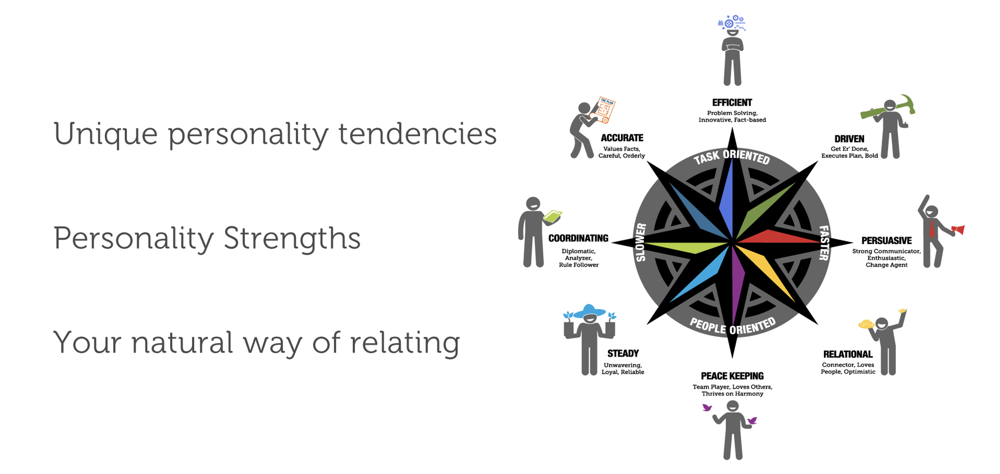 Unique personality tendencies
Personality Strengths
Your natural way of relating
EFFICIENT
Problem Solving,
Innovative, Fact-based
THE PLAN
ACCURATE
Values Facts,
Careful, Orderly
DRIVEN
Get Er' Done,
Executes Plan, Bold
TASK ORIENTED
COORDINATING
Diplomatic,
Analyzer,
Rule Follower
SLOWER
FASTER
PERSUASIVE
Strong Communicator,
Enthusiastic,
Change Agent
PEOPLE ORIENTED
STEADY
Unwavering,
Loyal, Reliable
RELATIONAL
Connector, Loves
People, Optimistic
PEACE KEEPING
Team Player, Loves Others,
Thrives on Harmony